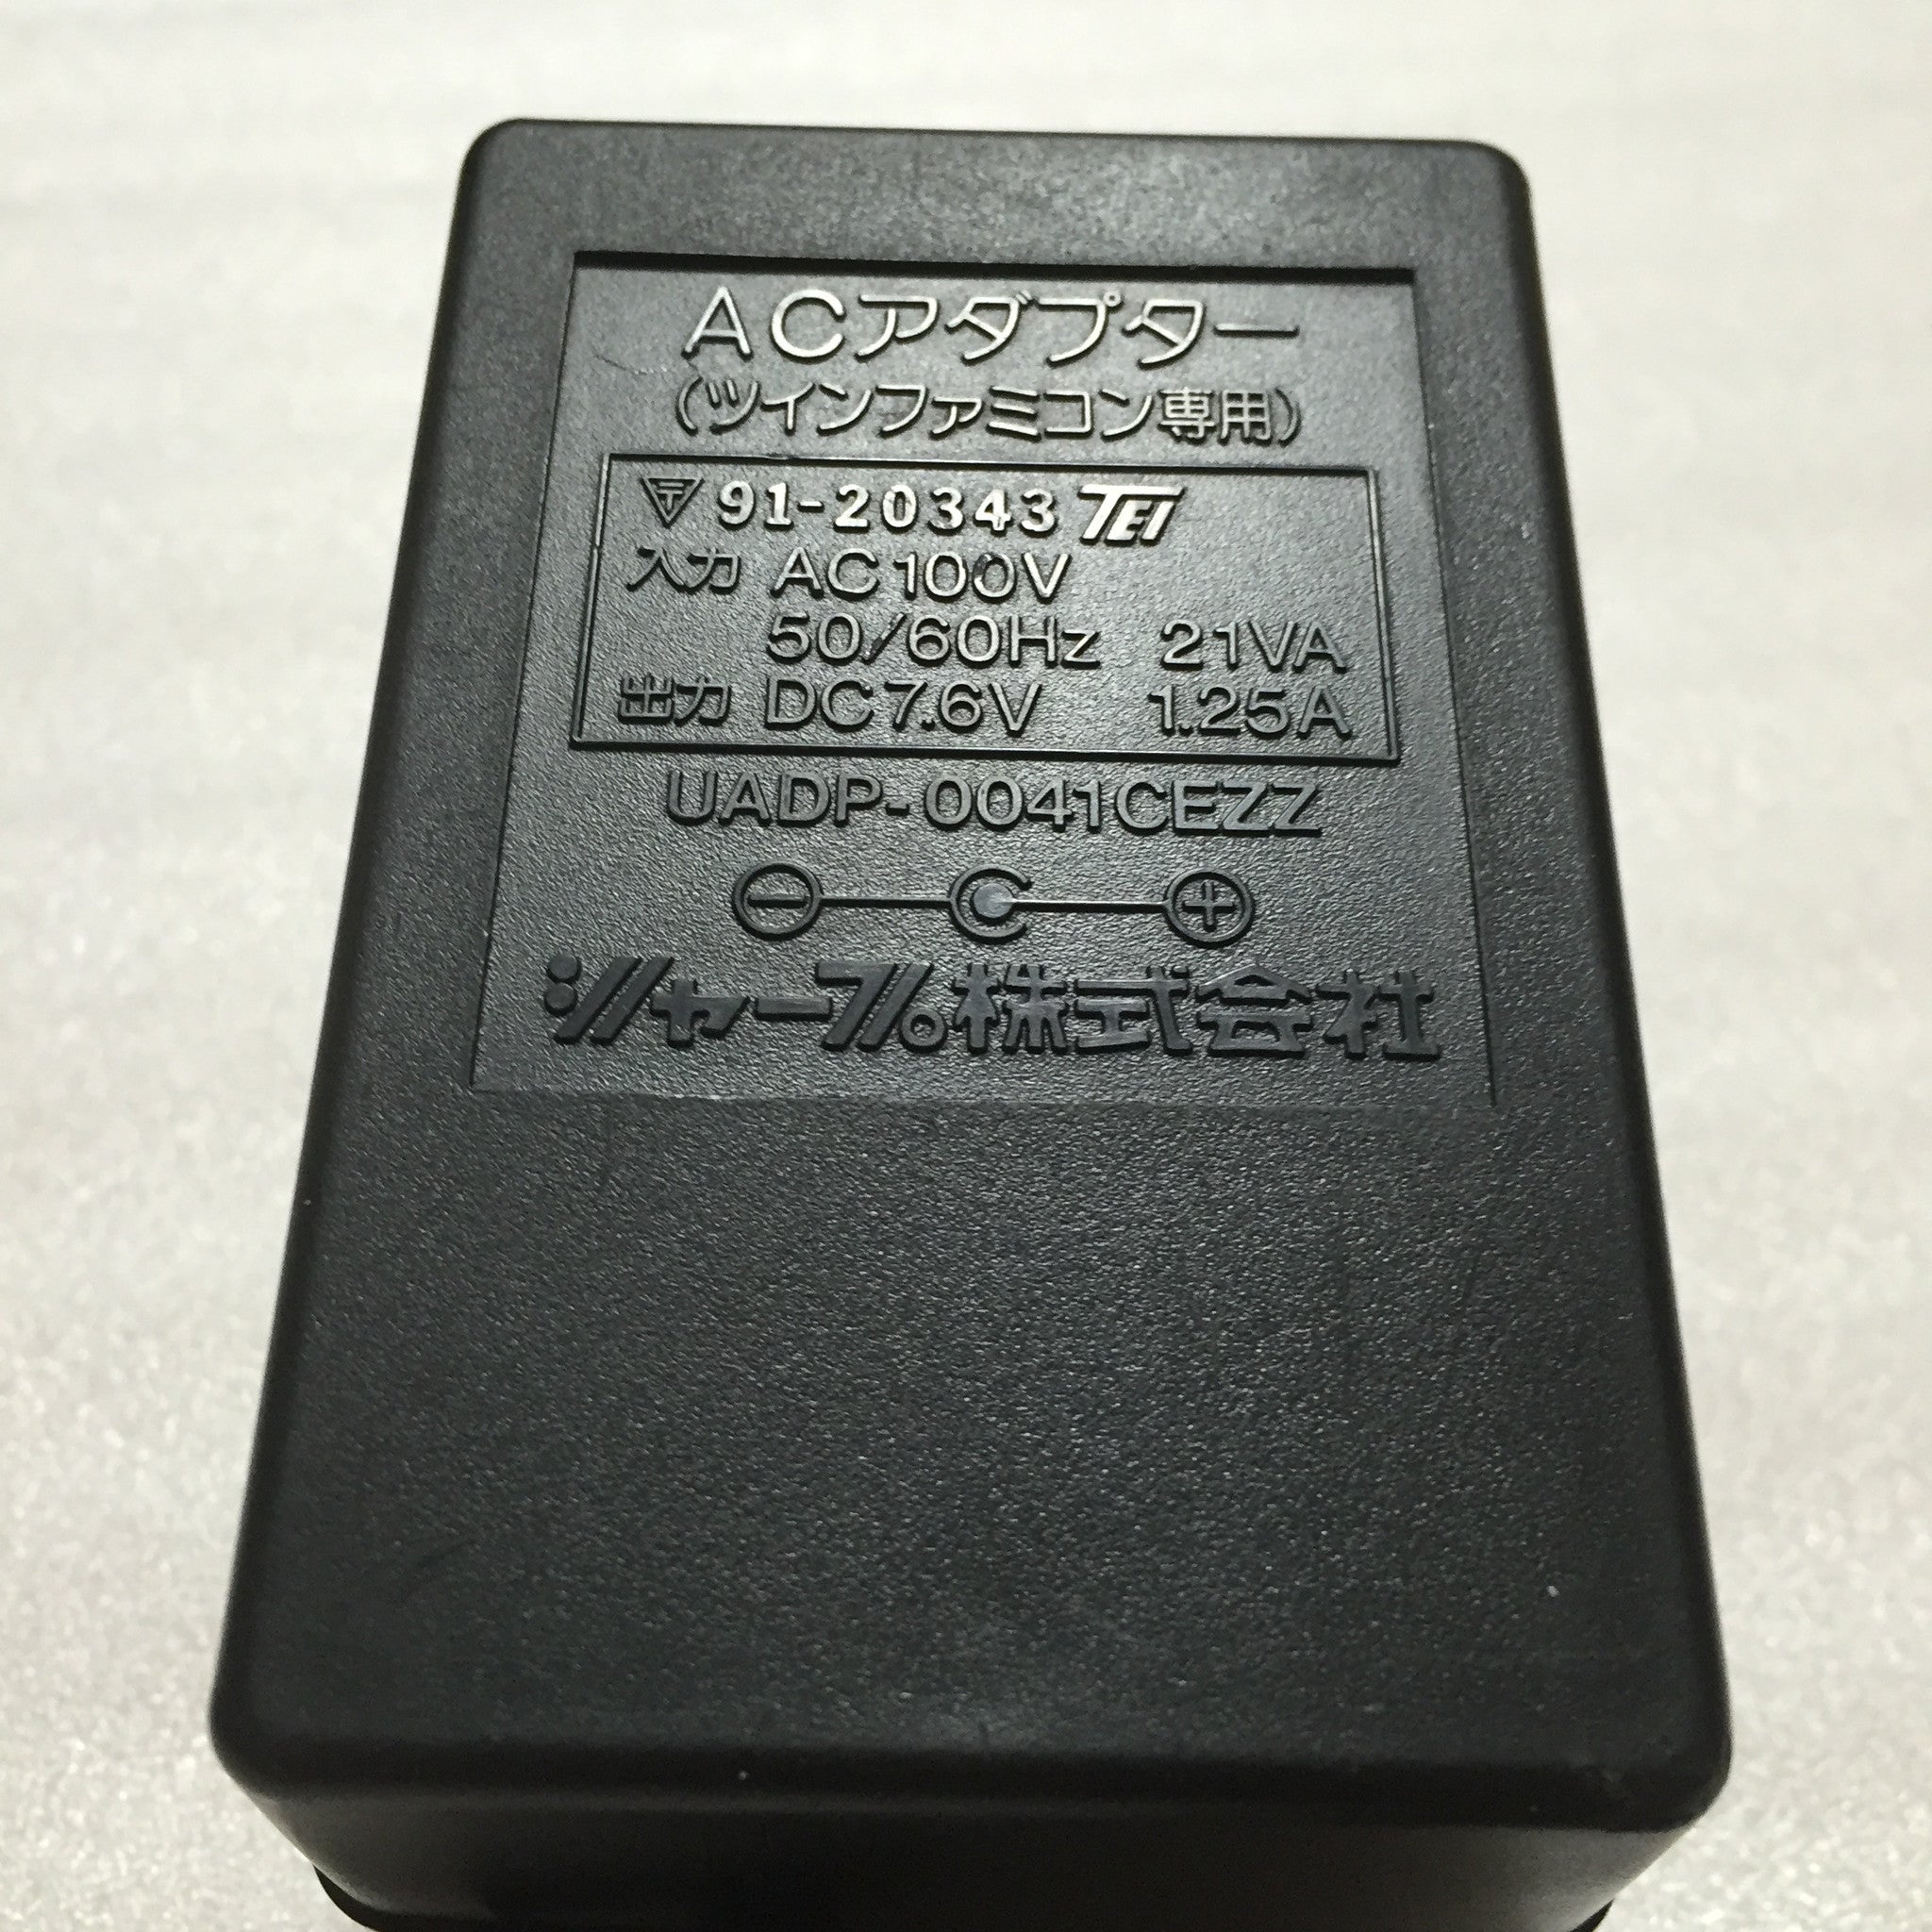 ACアダプター
(ツインファミコン専用)
〒 91-20343 TEI
入力 AC100V
50/60Hz 21VA
出力 DC7.6V 1.25A
UADP-0041CEZZ
⊖ C ⊕
シャープ株式会社